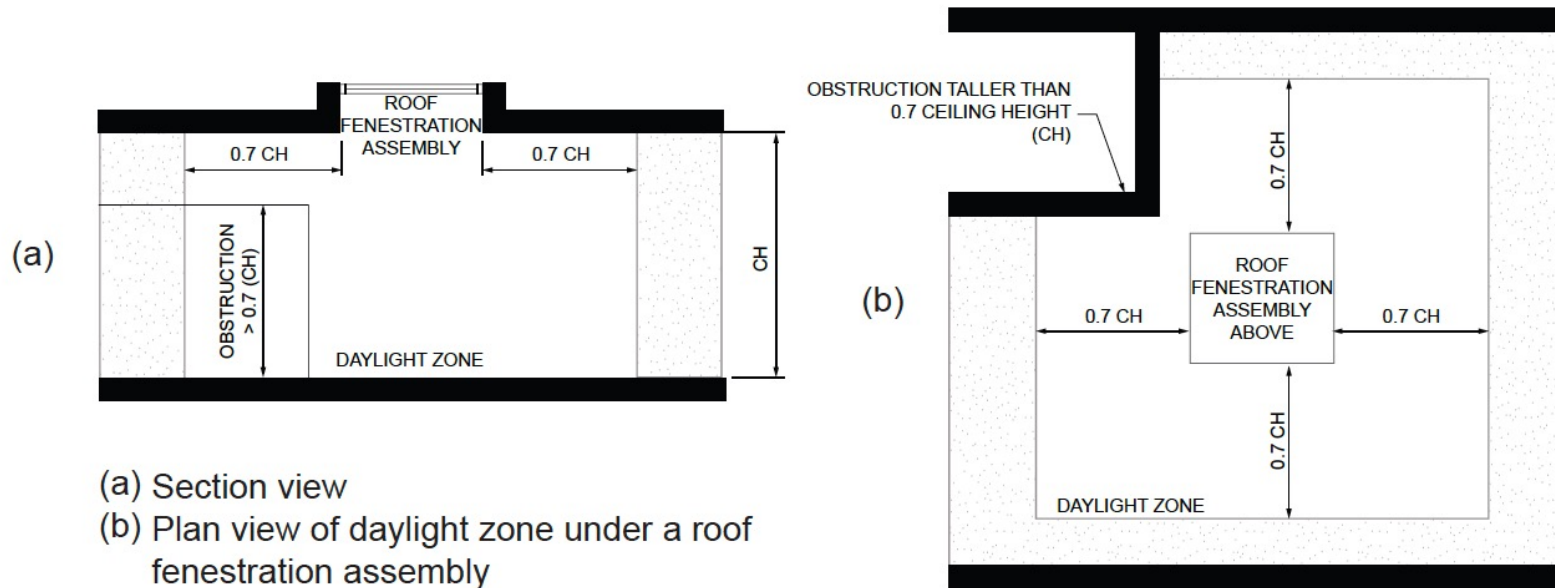 ROOF
FENESTRATION
ASSEMBLY
0.7 CH
0.7 CH
(a)
OBSTRUCTION
> 0.7 (CH)
CH
DAYLIGHT ZONE
(a) Section view
(b) Plan view of daylight zone under a roof
fenestration assembly
OBSTRUCTION TALLER THAN
0.7 CEILING HEIGHT
(CH)
0.7 CH
(b)
ROOF
FENESTRATION
ASSEMBLY
ABOVE
0.7 CH
0.7 CH
0.7 CH
DAYLIGHT ZONE